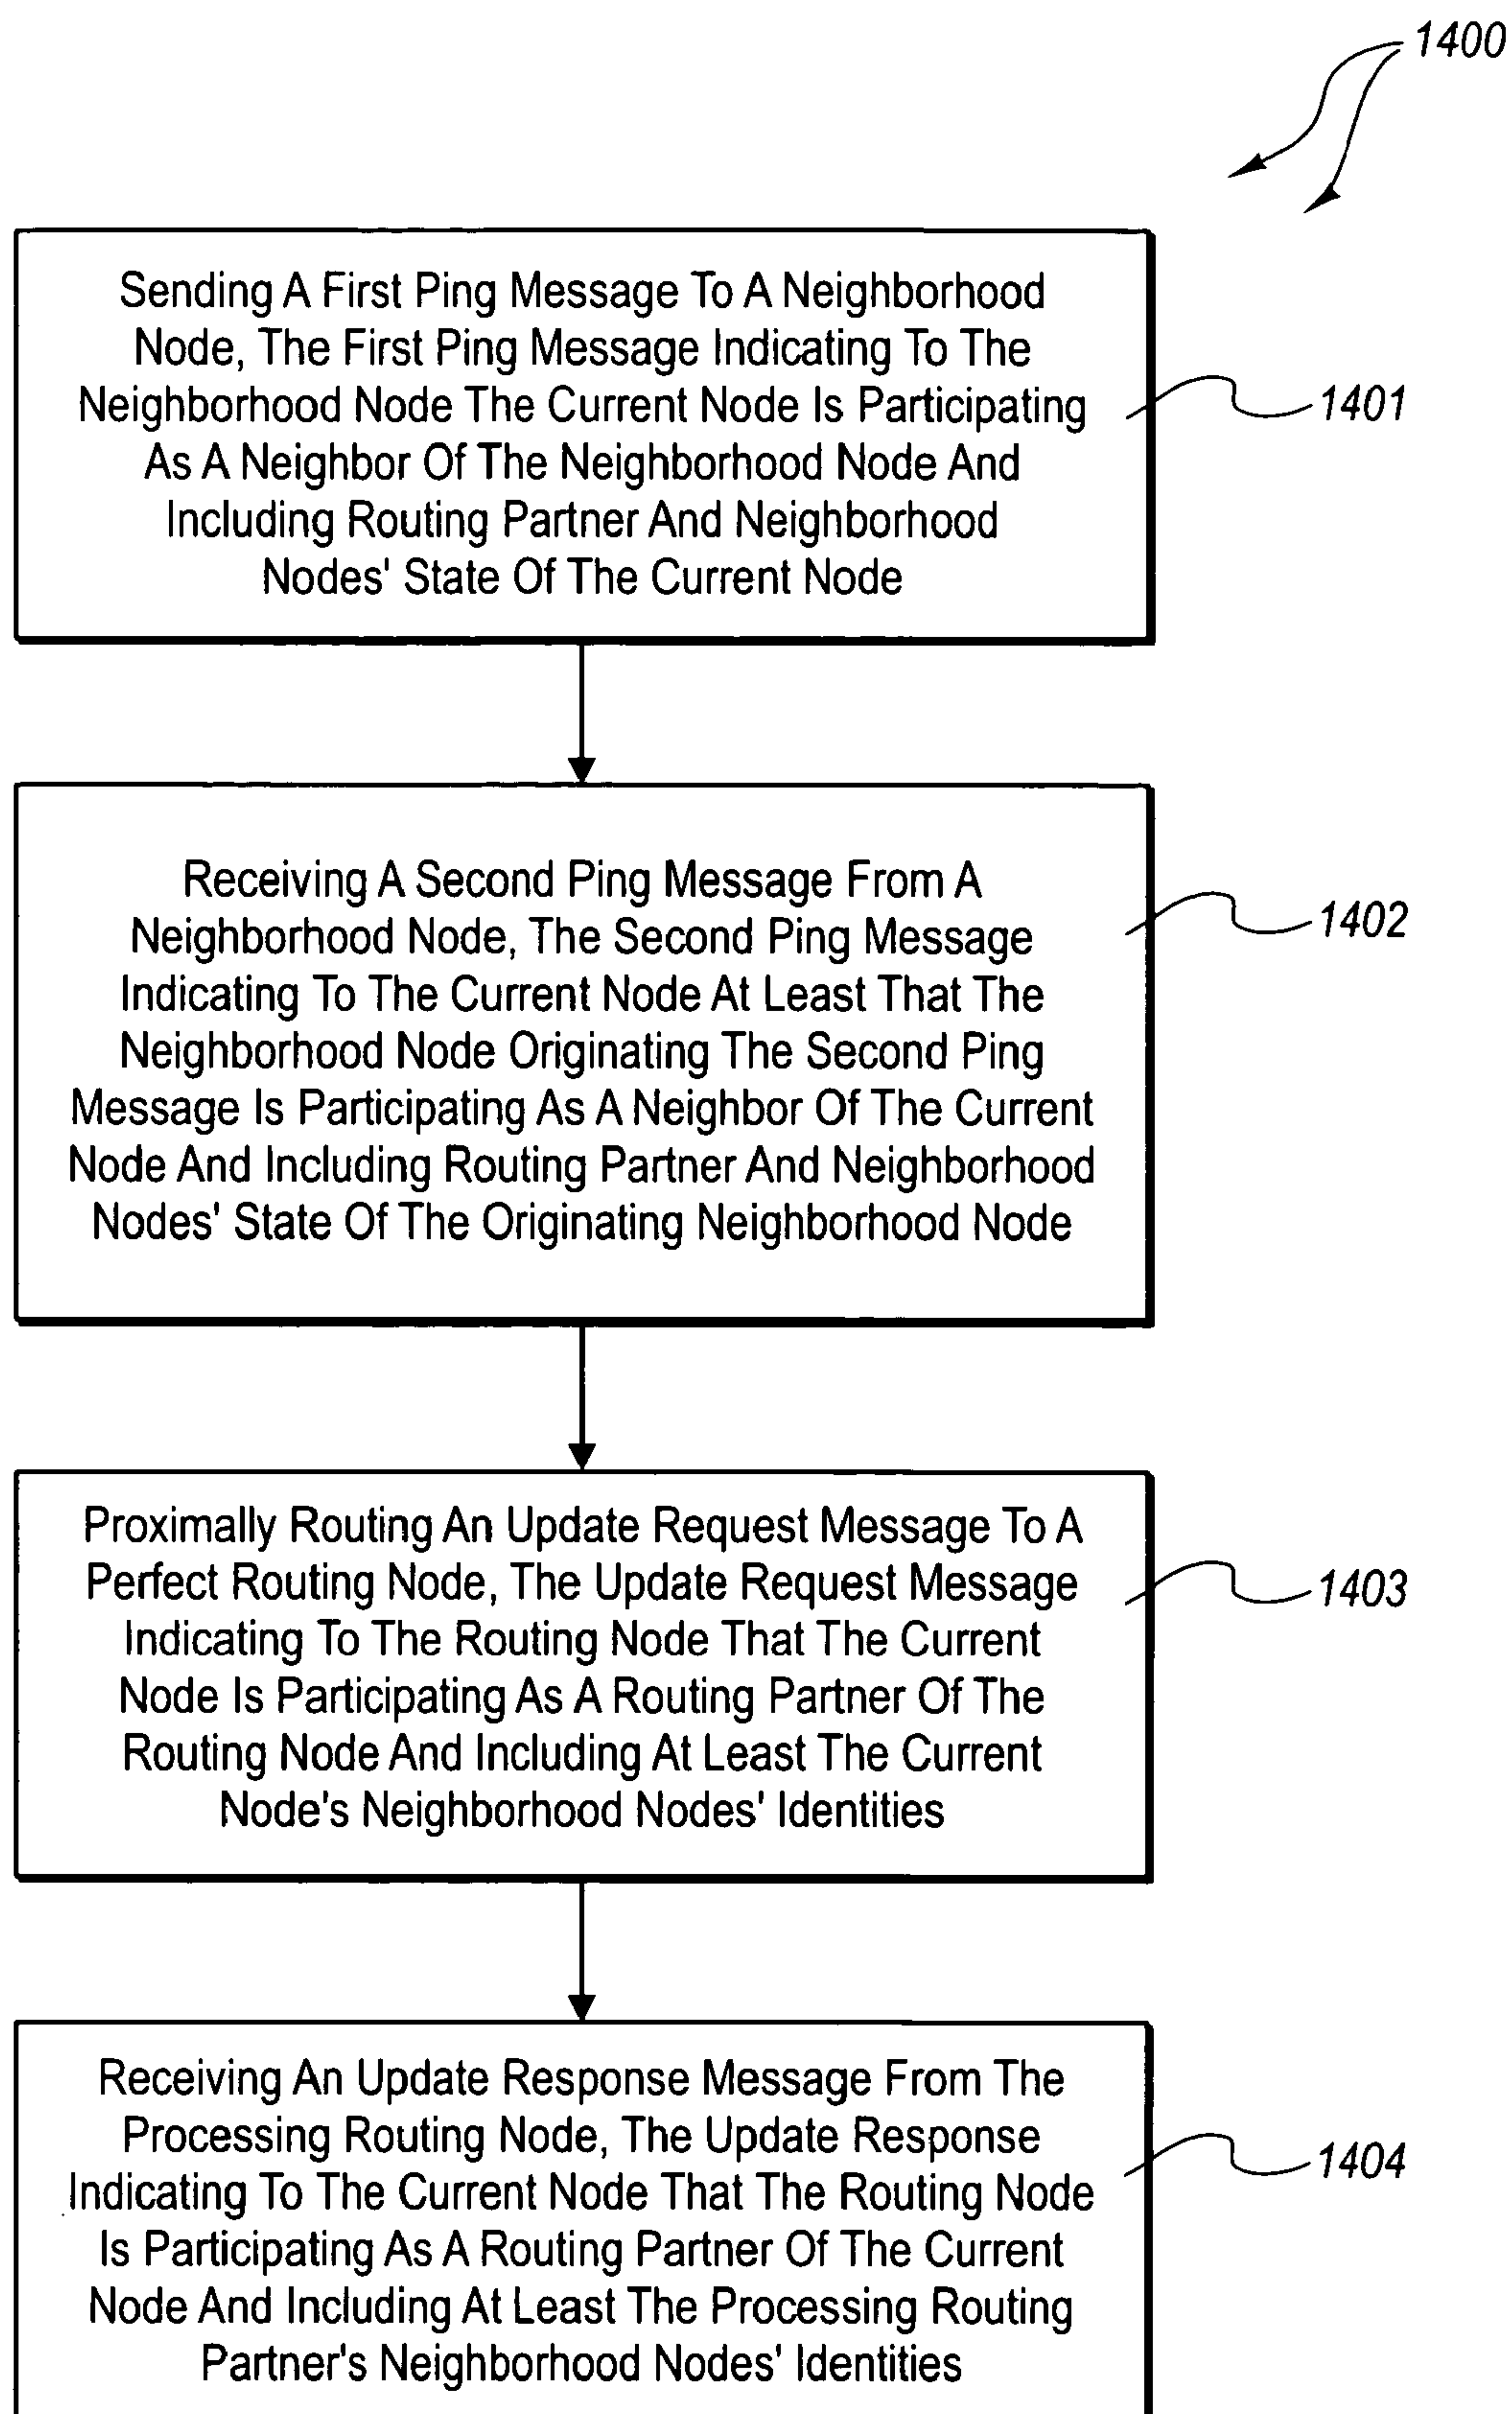 1400
Sending A First Ping Message To A Neighborhood
Node, The First Ping Message Indicating To The
Neighborhood Node The Current Node Is Participating
As A Neighbor Of The Neighborhood Node And
Including Routing Partner And Neighborhood
Nodes' State Of The Current Node
1401
Receiving A Second Ping Message From A
Neighborhood Node, The Second Ping Message
Indicating To The Current Node At Least That The
Neighborhood Node Originating The Second Ping
Message Is Participating As A Neighbor Of The Current
Node And Including Routing Partner And Neighborhood
Nodes' State Of The Originating Neighborhood Node
1402
Proximally Routing An Update Request Message To A
Perfect Routing Node, The Update Request Message
Indicating To The Routing Node That The Current
Node Is Participating As A Routing Partner Of The
Routing Node And Including At Least The Current
Node's Neighborhood Nodes' Identities
1403
Receiving An Update Response Message From The
Processing Routing Node, The Update Response
Indicating To The Current Node That The Routing Node
Is Participating As A Routing Partner Of The Current
Node And Including At Least The Processing Routing
Partner's Neighborhood Nodes' Identities
1404